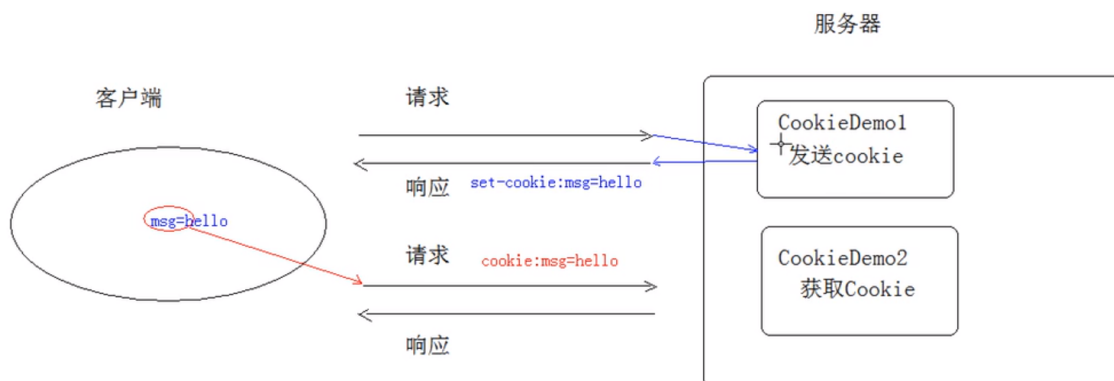 服务器
客户端
请求
CookieDemo1
发送cookie
响应
set-cookie:msg=hello
msg=hello
请求
cookie:msg=hello
CookieDemo2
获取Cookie
响应